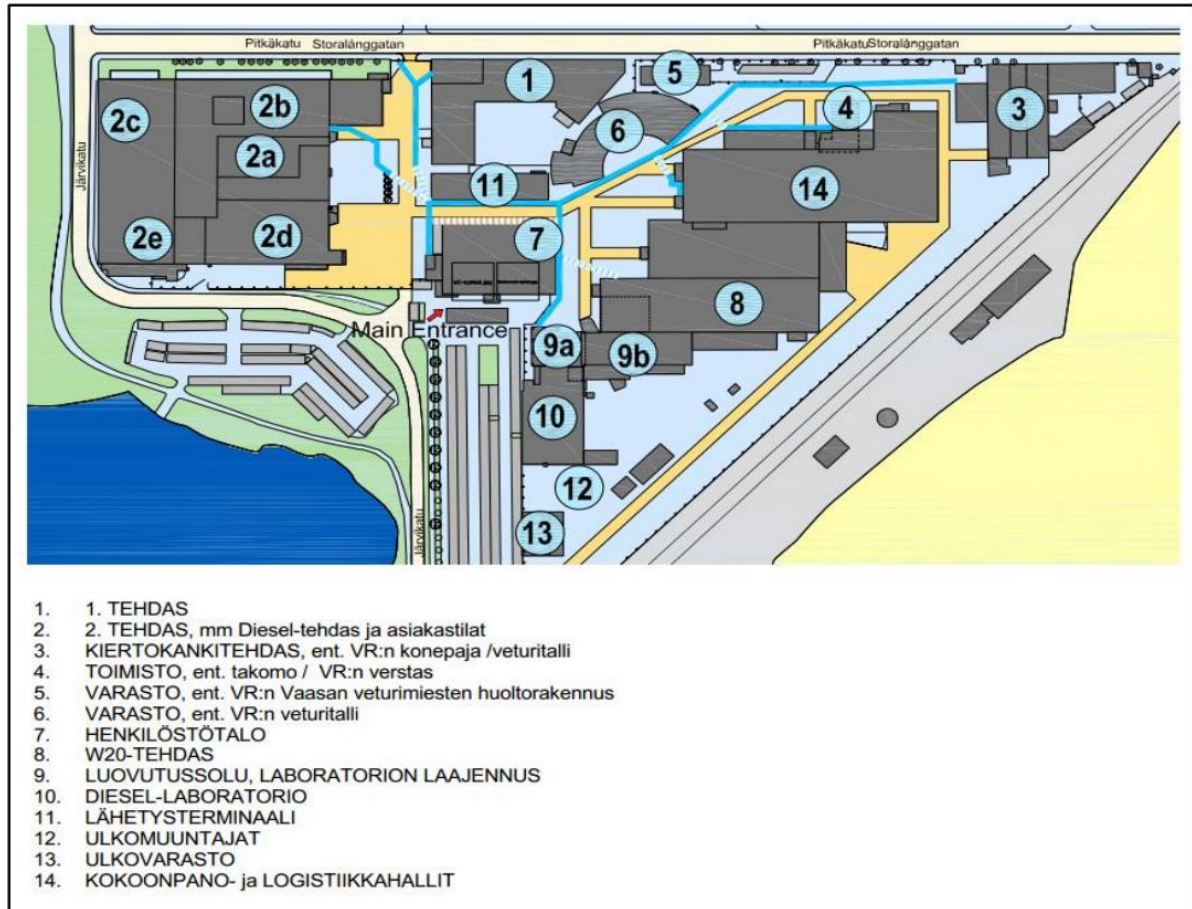 Pitkäkatu Storalånggatan
Pitkäkatu Storalånggatan
1
5
2b
2c
4
3
6
2a
11
14
Järvikatu
7
2e
2d
8
Main Entrance
9a
9b
10
12
Järvikatu
13
1. 1. TEHDAS
2. 2. TEHDAS, mm Diesel-tehdas ja asiakastilat
3. KIERTOKANKITEHDAS, ent. VR:n konepaja /veturitalli
4. TOIMISTO, ent. takomo / VR:n verstas
5. VARASTO, ent. VR:n Vaasan veturimiesten huoltorakennus
6. VARASTO, ent. VR:n veturitalli
7. HENKILÖSTÖTALO
8. W20-TEHDAS
9. LUOVUTUSSOLU, LABORATORION LAAJENNUS
10. DIESEL-LABORATORIO
11. LÄHETYSTERMINAALI
12. ULKOMUUNTAJAT
13. ULKOVARASTO
14. KOKOONPANO- ja LOGISTIIKKAHALLIT